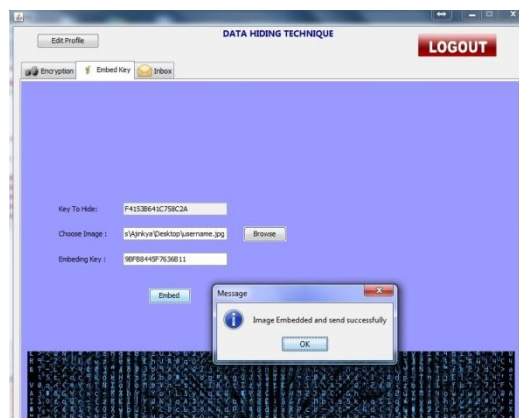 DATA HIDING TECHNIQUE
Edit Profile
LOGOUT
Encryption
Embed Key
Inbox
Key To Hide:
F4153B641C758C2A
Choose Image :
s\Ajinkya\Desktop\username.jpg
Browse
Embeding Key :
9BFB8445F7636B11
Embed
Message
Image Embedded and send successfully
OK